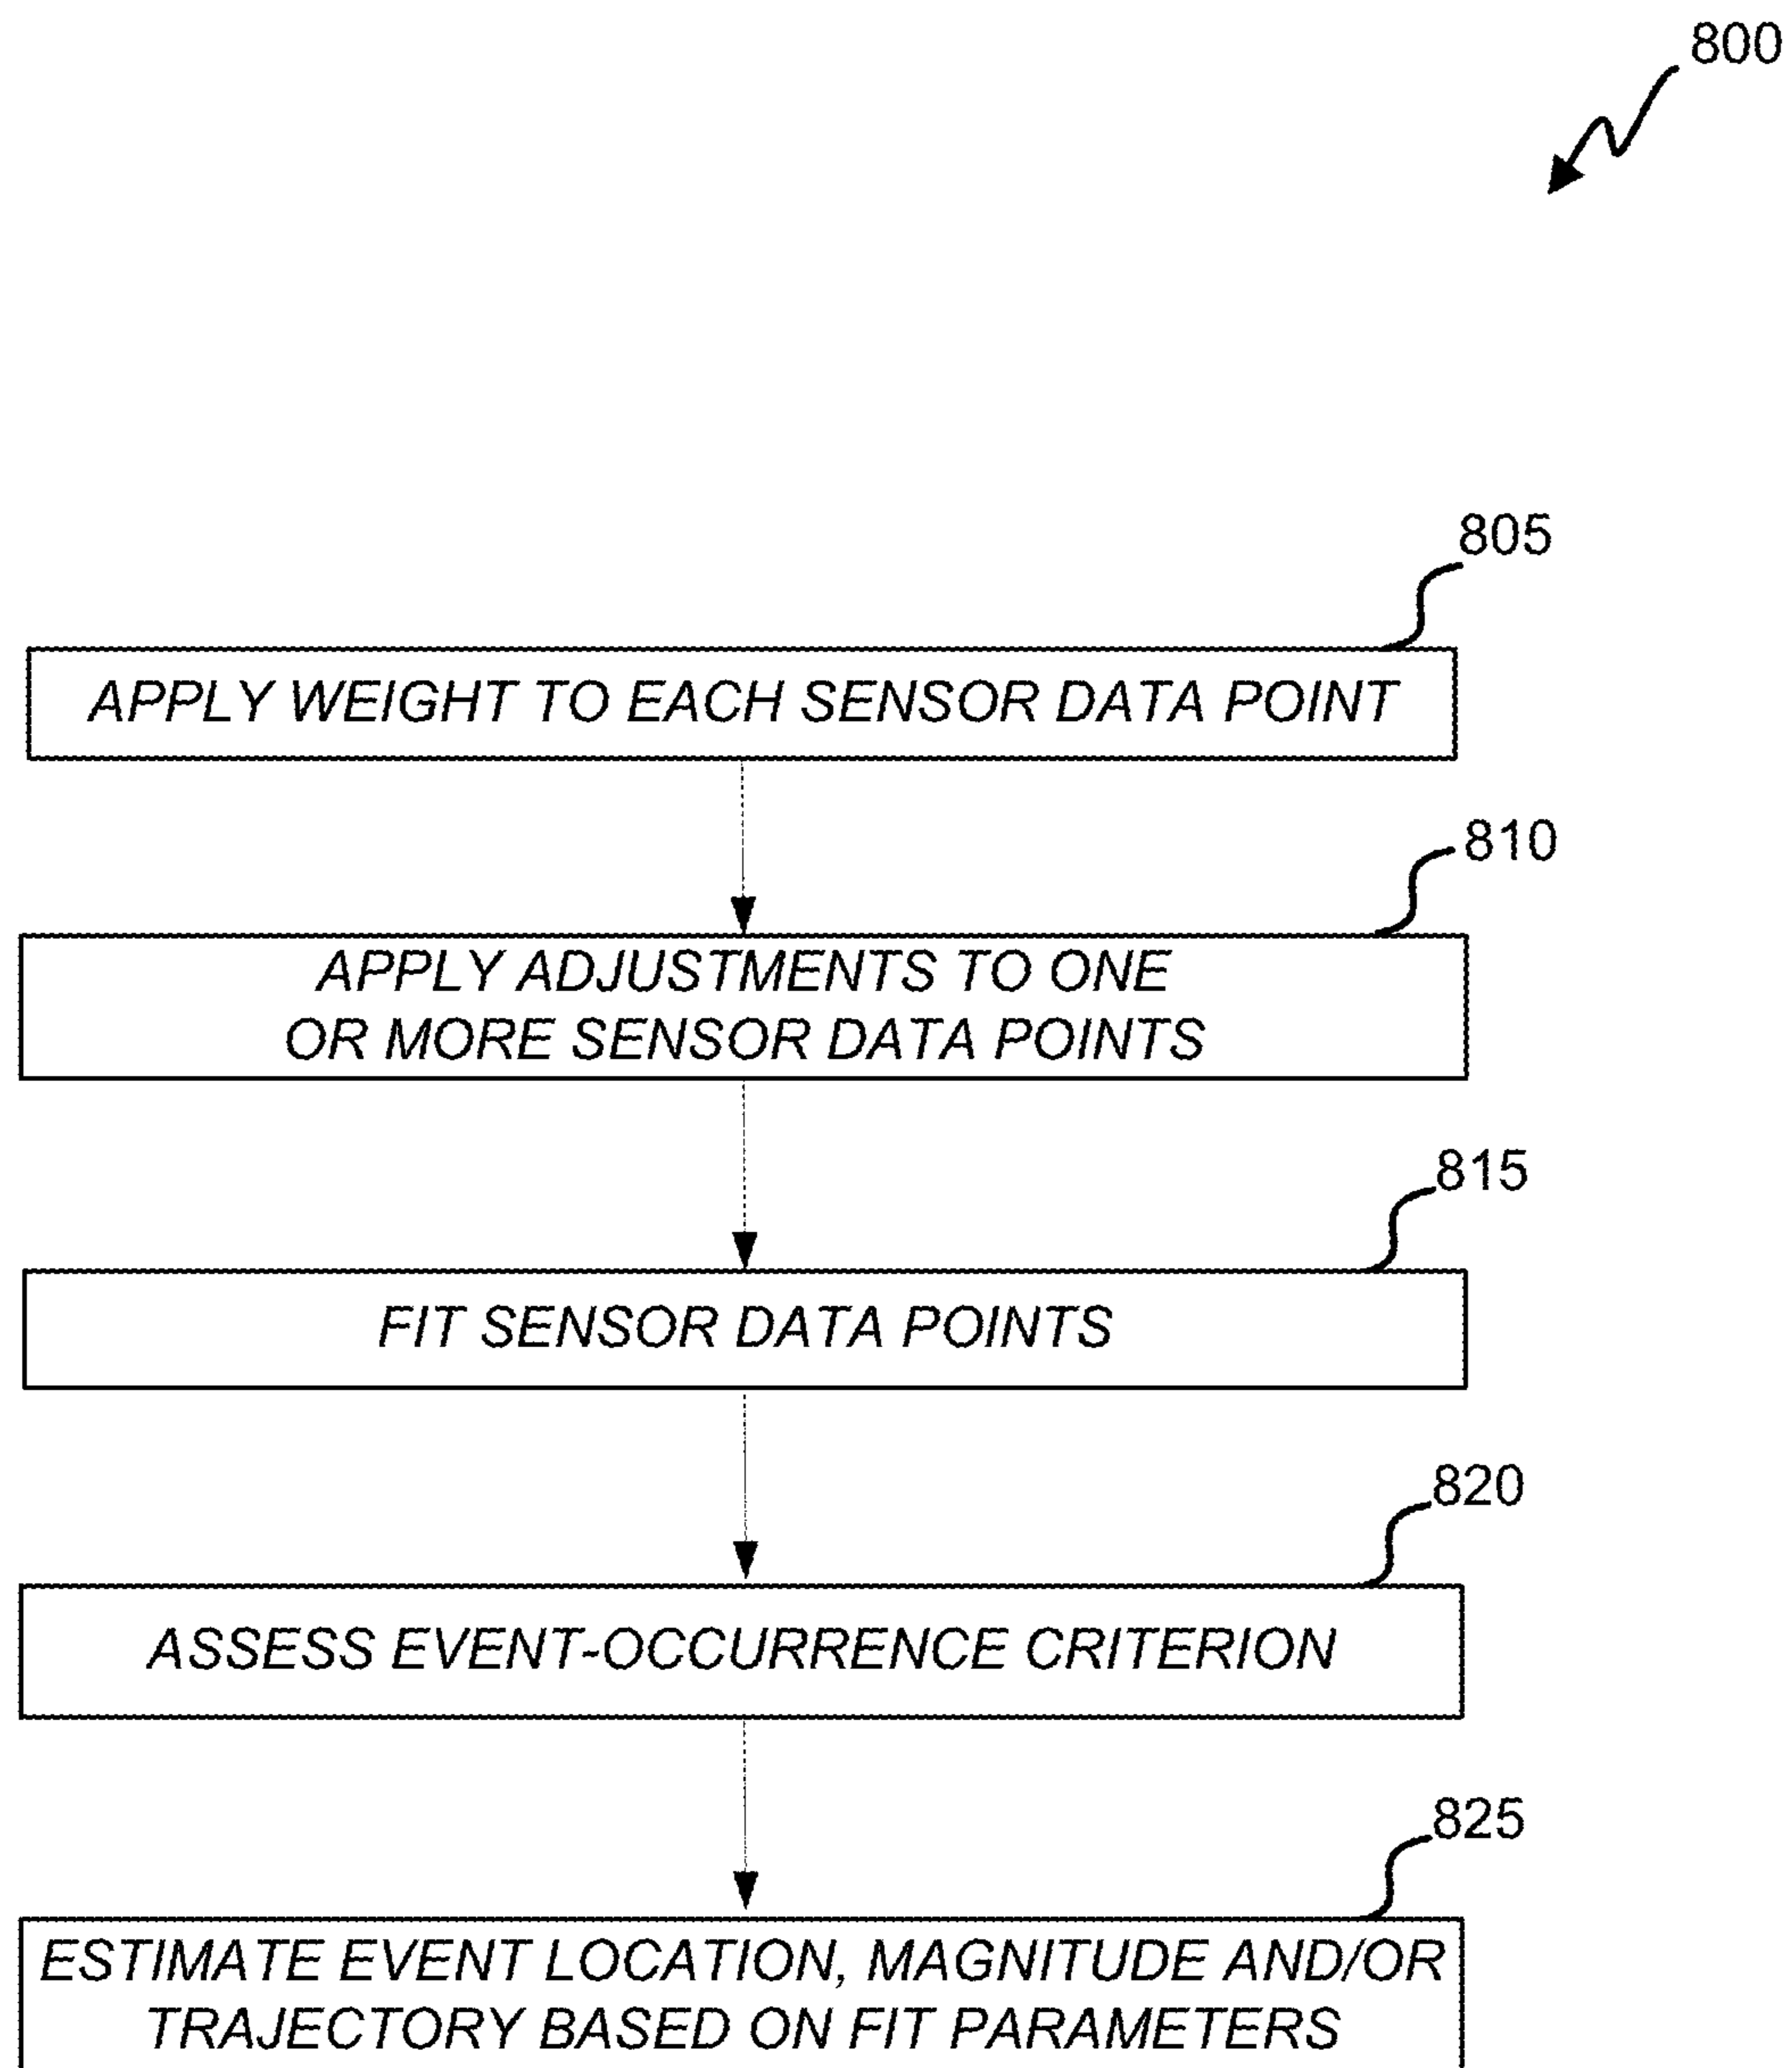 800
805
APPLY WEIGHT TO EACH SENSOR DATA POINT
810
APPLY ADJUSTMENTS TO ONE
OR MORE SENSOR DATA POINTS
815
FIT SENSOR DATA POINTS
820
ASSESS EVENT-OCCURRENCE CRITERION
825
ESTIMATE EVENT LOCATION, MAGNITUDE AND/OR
TRAJECTORY BASED ON FIT PARAMETERS